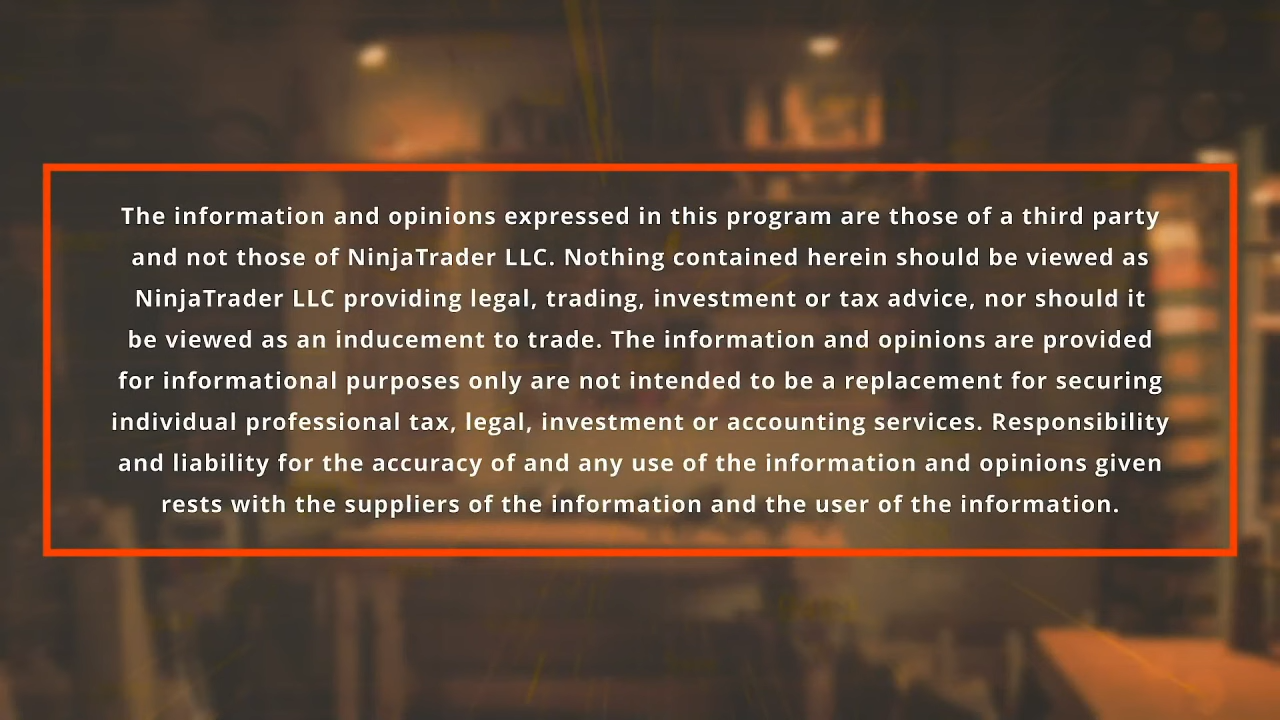 The information and opinions expressed in this program are those of a third party
and not those of NinjaTrader LLC. Nothing contained herein should be viewed as
NinjaTrader LLC providing legal, trading, investment or tax advice, nor should it
be viewed as an inducement to trade. The information and opinions are provided
for informational purposes only are not intended to be a replacement for securing
individual professional tax, legal, investment or accounting services. Responsibility
and liability for the accuracy of and any use of the information and opinions given
rests with the suppliers of the information and the user of the information.